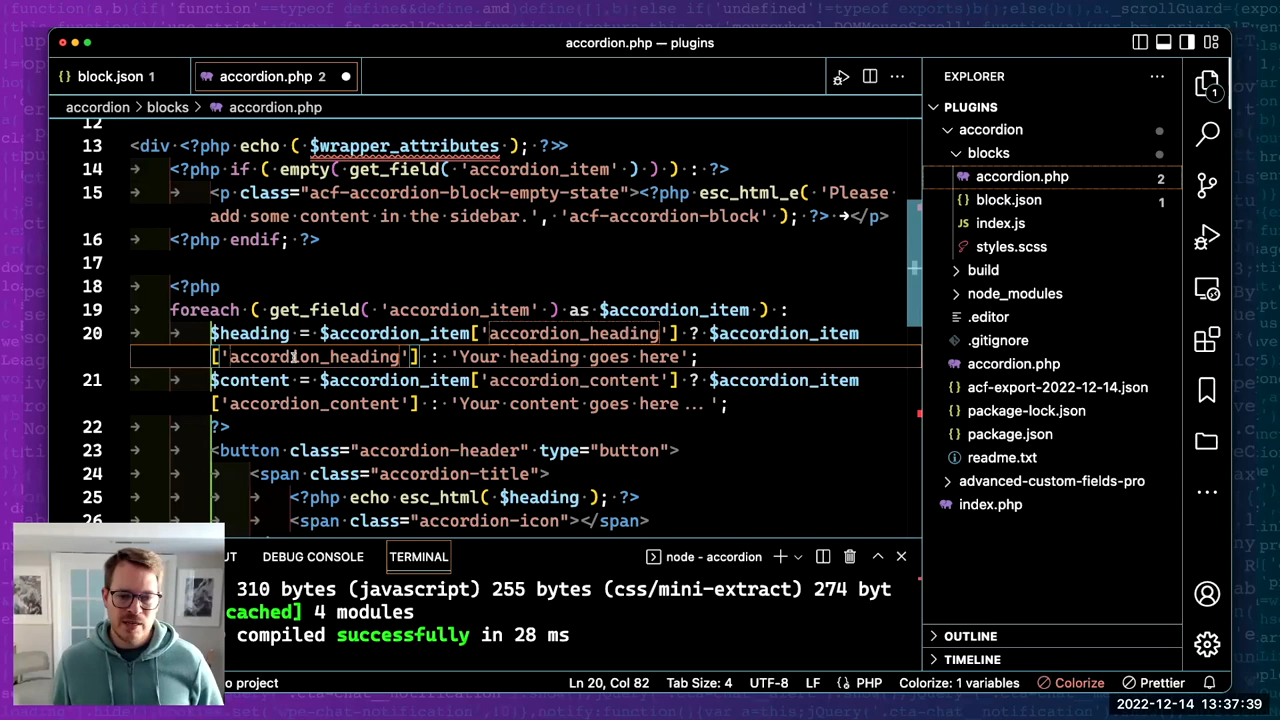 accordion.php — plugins
block.json 1
accordion.php 2
accordion > blocks > accordion.php
12
13 <div <?php echo ( $wrapper_attributes ); ?>>
14 <?php if ( empty( get_field( 'accordion_item' ) ) ) : ?>
15 <p class="acf-accordion-block-empty-state"><?php esc_html_e( 'Please
add some content in the sidebar.', 'acf-accordion-block' ); ?> </p>
16 <?php endif; ?>
17
18 <?php
19 foreach ( get_field( 'accordion_item' ) as $accordion_item ) :
20 $heading = $accordion_item['accordion_heading'] ? $accordion_item
['accordion_heading'] : 'Your heading goes here';
21 $content = $accordion_item['accordion_content'] ? $accordion_item
['accordion_content'] : 'Your content goes here...';
22 ?>
23 <button class="accordion-header" type="button">
24 <span class="accordion-title">
25 <?php echo esc_html( $heading ); ?>
26 <span class="accordion-icon"></span>
UT
DEBUG CONSOLE
TERMINAL
node - accordion
310 bytes (javascript) 255 bytes (css/mini-extract) 274 byt
cached] 4 modules
compiled successfully in 28 ms
EXPLORER
PLUGINS
accordion
blocks
accordion.php 2
block.json 1
index.js
styles.scss
build
node_modules
.editor
.gitignore
accordion.php
acf-export-2022-12-14.json
package-lock.json
package.json
readme.txt
advanced-custom-fields-pro
index.php
OUTLINE
TIMELINE
1
o project
Ln 20, Col 82
Tab Size: 4
UTF-8
LF
PHP
Colorize: 1 variables
Colorize
Prettier
2022-12-14 13:37:39